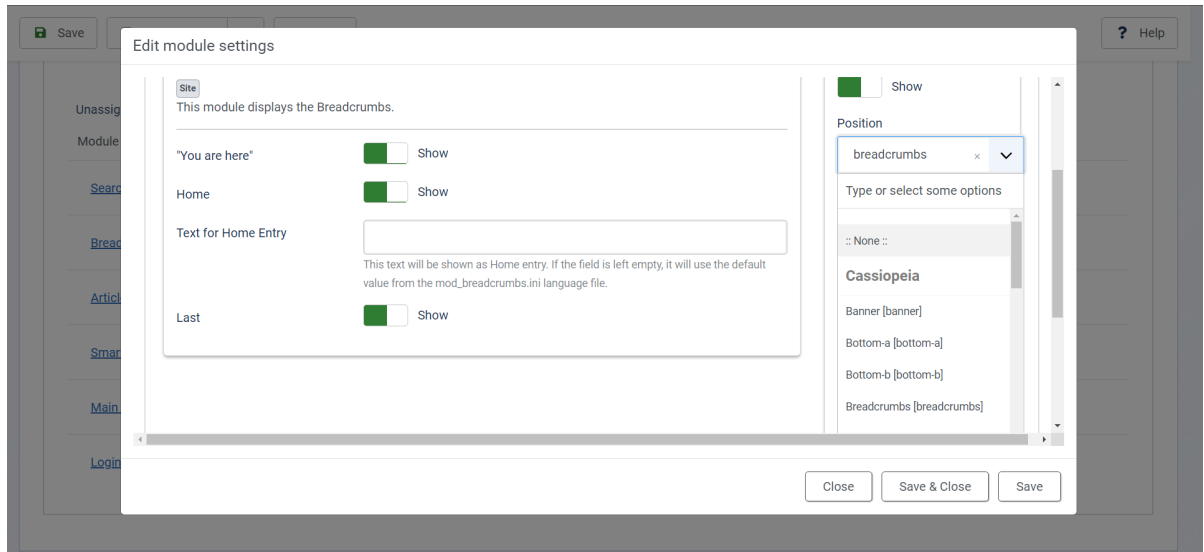 Save
? Help
Edit module settings
Unassig
Module
Searc
Bread
Article
Smar
Main
Login
Site
This module displays the Breadcrumbs.
"You are here"
Show
Home
Show
Text for Home Entry
This text will be shown as Home entry. If the field is left empty, it will use the default
value from the mod_breadcrumbs.ini language file.
Last
Show
Show
Position
breadcrumbs ×
Type or select some options
:: None ::
Cassiopeia
Banner [banner]
Bottom-a [bottom-a]
Bottom-b [bottom-b]
Breadcrumbs [breadcrumbs]
Close
Save & Close
Save